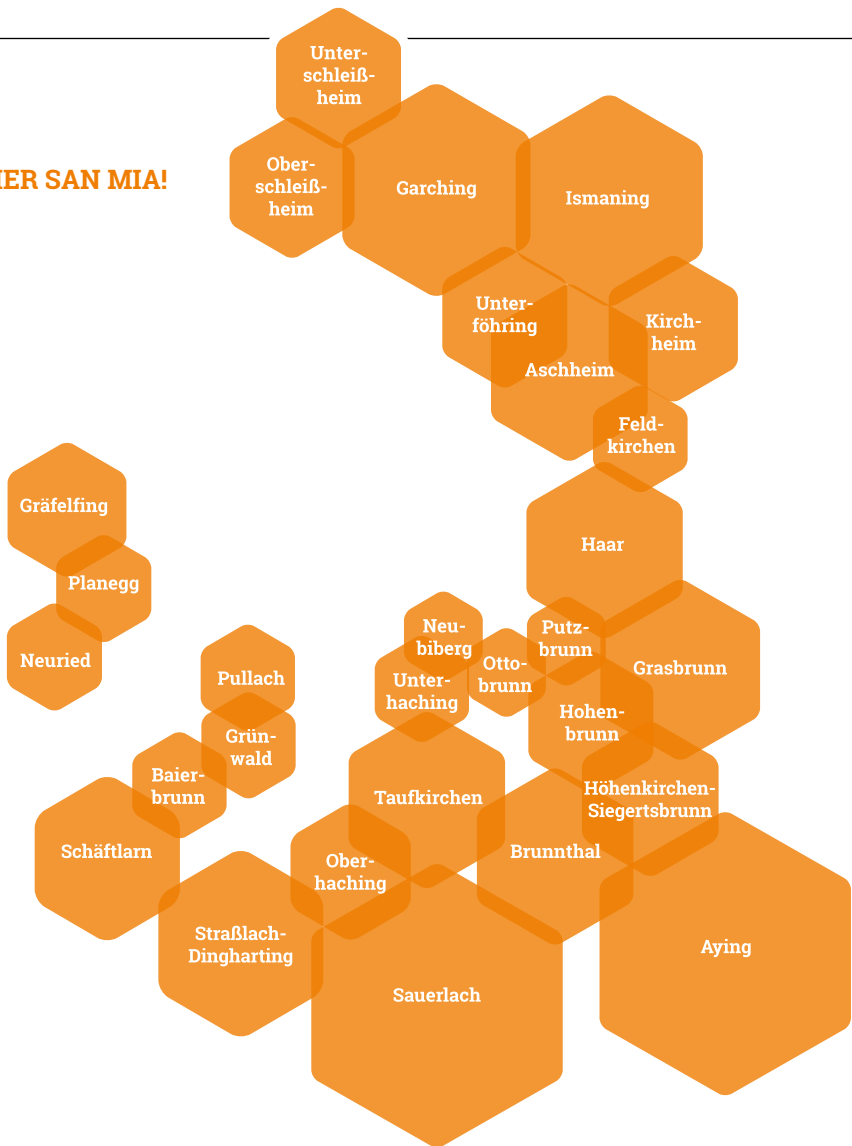 Unter-
schleiß-
heim
Ober-
schleiß-
heim
IER SAN MIA!
Garching
Ismaning
Unter-
föhring
Kirch-
heim
Aschheim
Feld-
kirchen
Gräfelfing
Haar
Planegg
Neuried
Neu-
biberg
Putz-
brunn
Otto-
brunn
Grasbrunn
Pullach
Unter-
haching
Hohen-
brunn
Grün-
wald
Baier-
brunn
Taufkirchen
Höhenkirchen-
Siegertsbrunn
Schäftlarn
Ober-
haching
Brunnthal
Straßlach-
Dingharting
Aying
Sauerlach